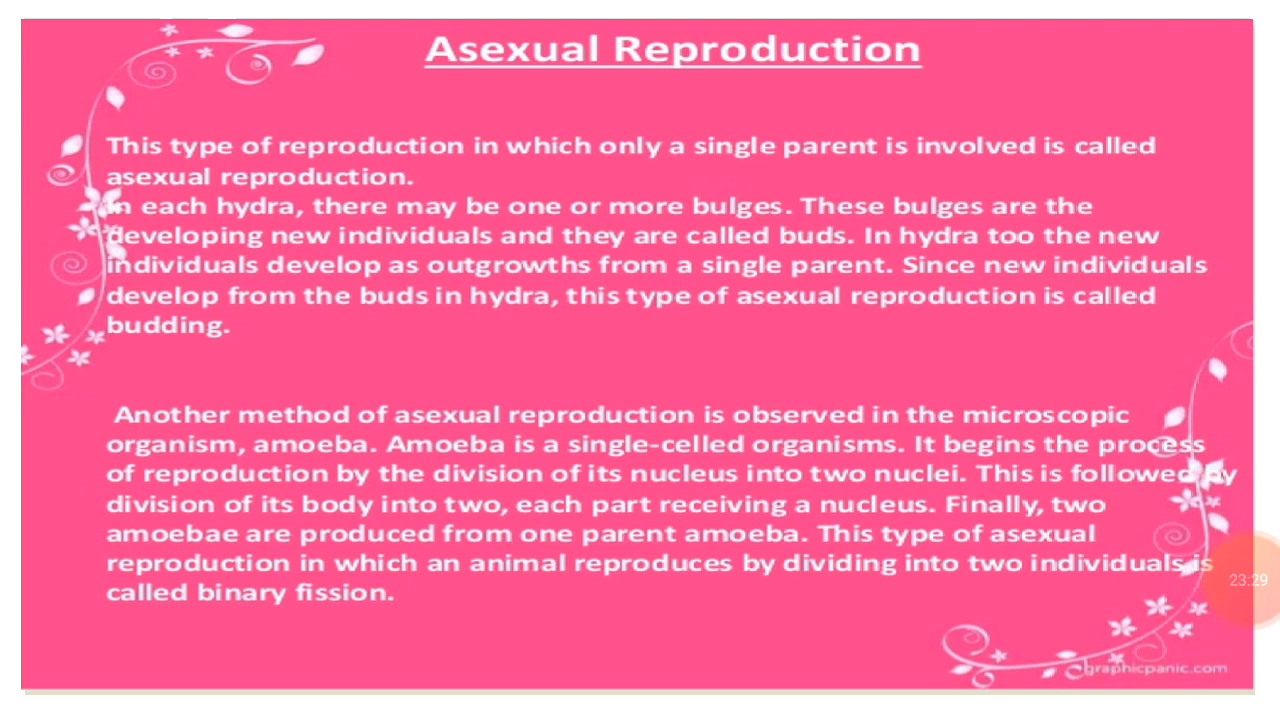 Asexual Reproduction
This type of reproduction in which only a single parent is involved is called
asexual reproduction.
In each hydra, there may be one or more bulges. These bulges are the
developing new individuals and they are called buds. In hydra too the new
individuals develop as outgrowths from a single parent. Since new individuals
develop from the buds in hydra, this type of asexual reproduction is called
budding.
Another method of asexual reproduction is observed in the microscopic
organism, amoeba. Amoeba is a single-celled organisms. It begins the process
of reproduction by the division of its nucleus into two nuclei. This is followed by
division of its body into two, each part receiving a nucleus. Finally, two
amoebae are produced from one parent amoeba. This type of asexual
reproduction in which an animal reproduces by dividing into two individuals is
called binary fission.
23:29
graphicpanic.com